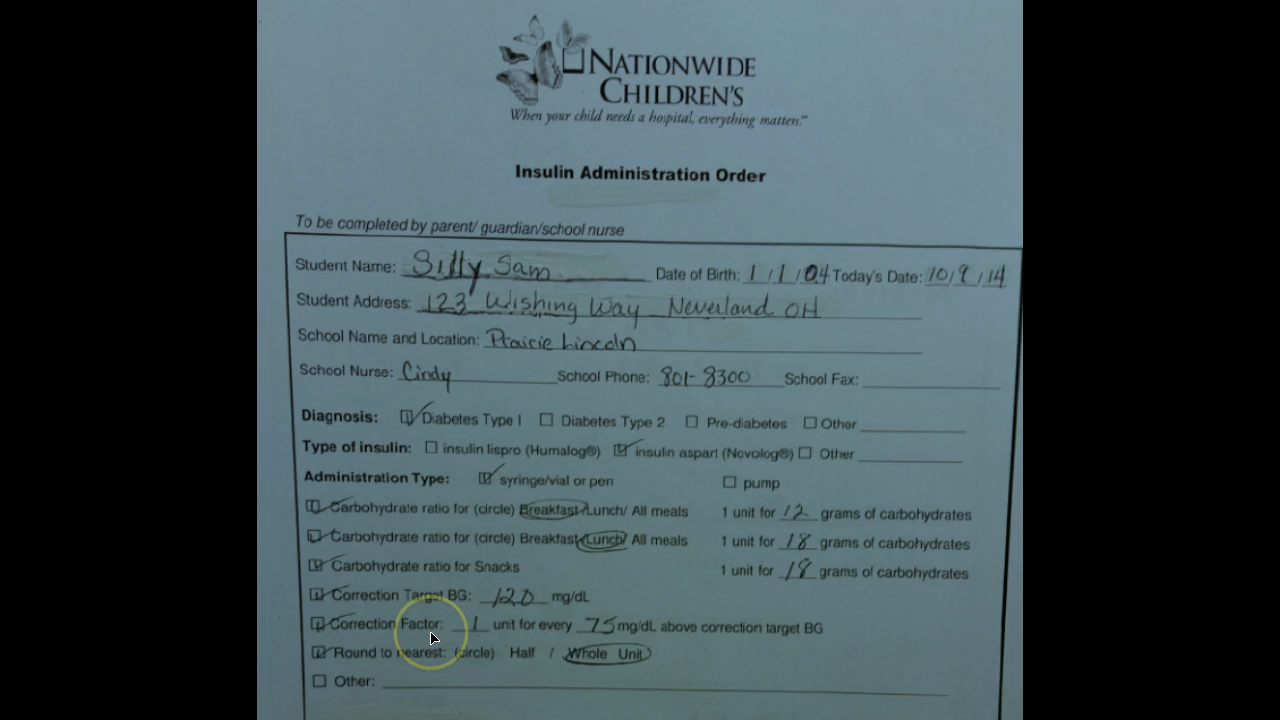 NATIONWIDE
CHILDREN'S
When your child needs a hospital, everything matters.™
Insulin Administration Order
To be completed by parent/ guardian/school nurse
Student Name: Silly Sam Date of Birth: 1 / 1 / 04 Today's Date: 10 / 9 / 14
Student Address: 123 Wishing Way Neverland OH
School Name and Location: Prairie Lincoln
School Nurse: Cindy School Phone: 801-8300 School Fax:
Diagnosis: Diabetes Type I Diabetes Type 2 Pre-diabetes Other
Type of insulin: insulin lispro (Humalog®) insulin aspart (Novolog®) Other
Administration Type: syringe/vial or pen pump
Carbohydrate ratio for (circle) Breakfast/Lunch/ All meals 1 unit for 12 grams of carbohydrates
Carbohydrate ratio for (circle) Breakfast/Lunch/ All meals 1 unit for 18 grams of carbohydrates
Carbohydrate ratio for Snacks 1 unit for 18 grams of carbohydrates
Correction Target BG: 120 mg/dL
Correction Factor: 1 unit for every 75 mg/dL above correction target BG
Round to nearest: (circle) Half / Whole Unit
Other: